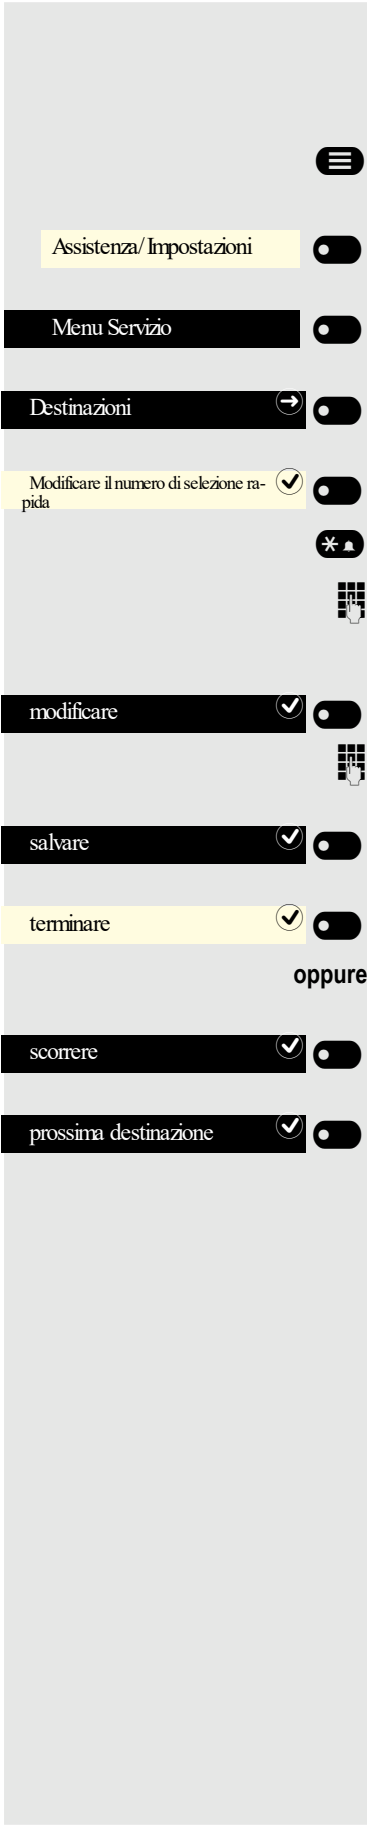 Assistenza/Impostazioni
Menu Servizio
Destinazioni
Modificare il numero di selezione ra-
pida
modificare
salvare
terminare
oppure
scorrere
prossima destinazione